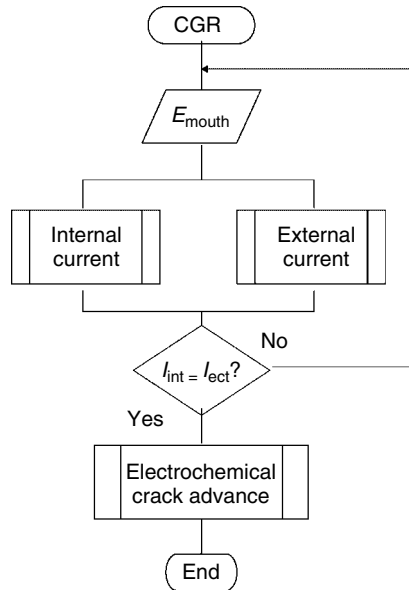 CGR
E_mouth
Internal
current
External
current
I_int = I_ect?
No
Yes
Electrochemical
crack advance
End